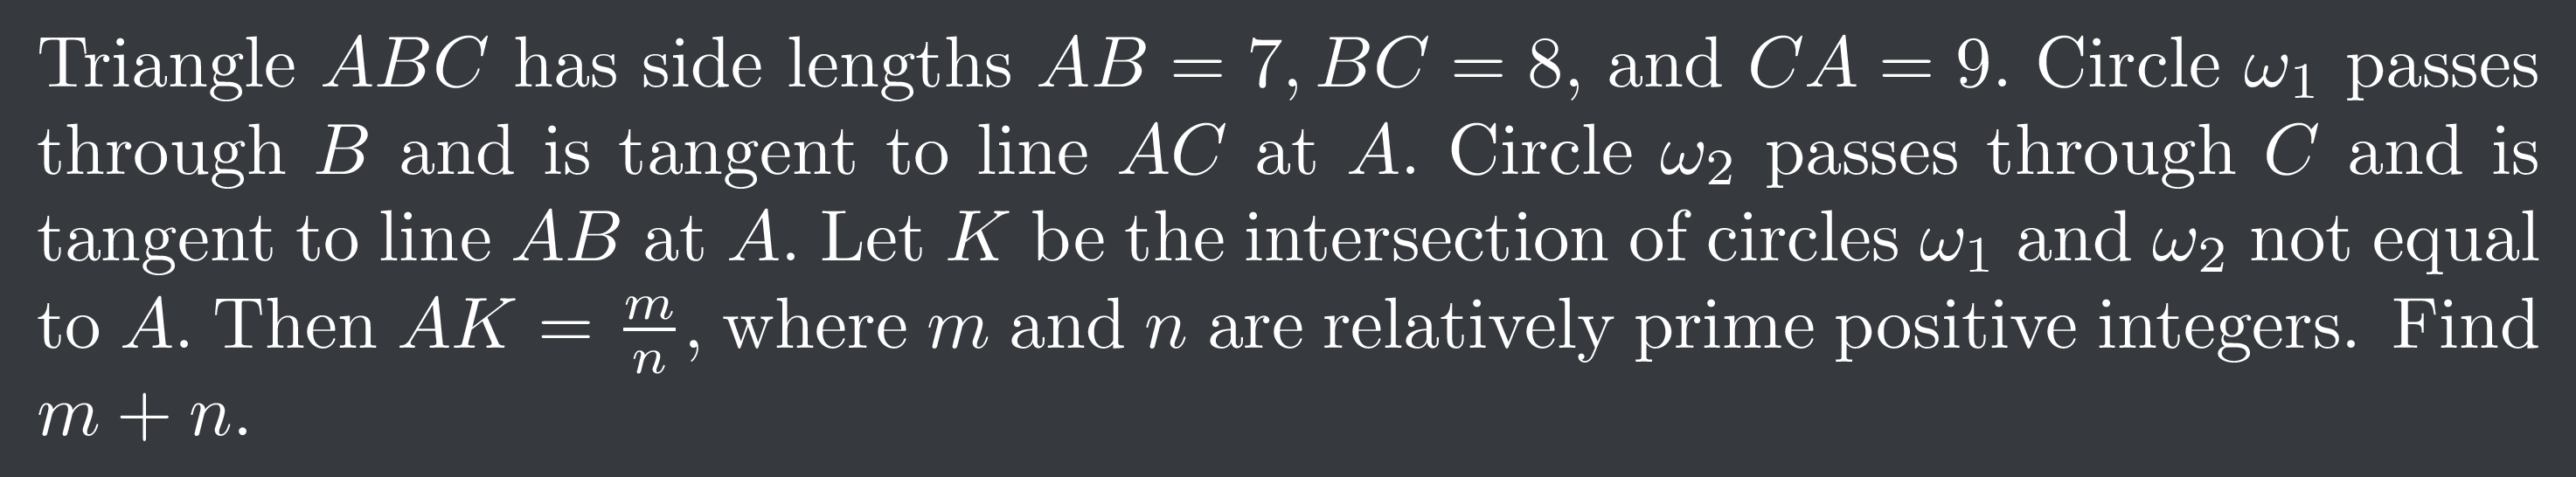 Triangle ABC has side lengths AB = 7, BC = 8, and CA = 9. Circle ω₁ passes
through B and is tangent to line AC at A. Circle ω₂ passes through C and is
tangent to line AB at A. Let K be the intersection of circles ω₁ and ω₂ not equal
to A. Then AK = m/n, where m and n are relatively prime positive integers. Find
m + n.